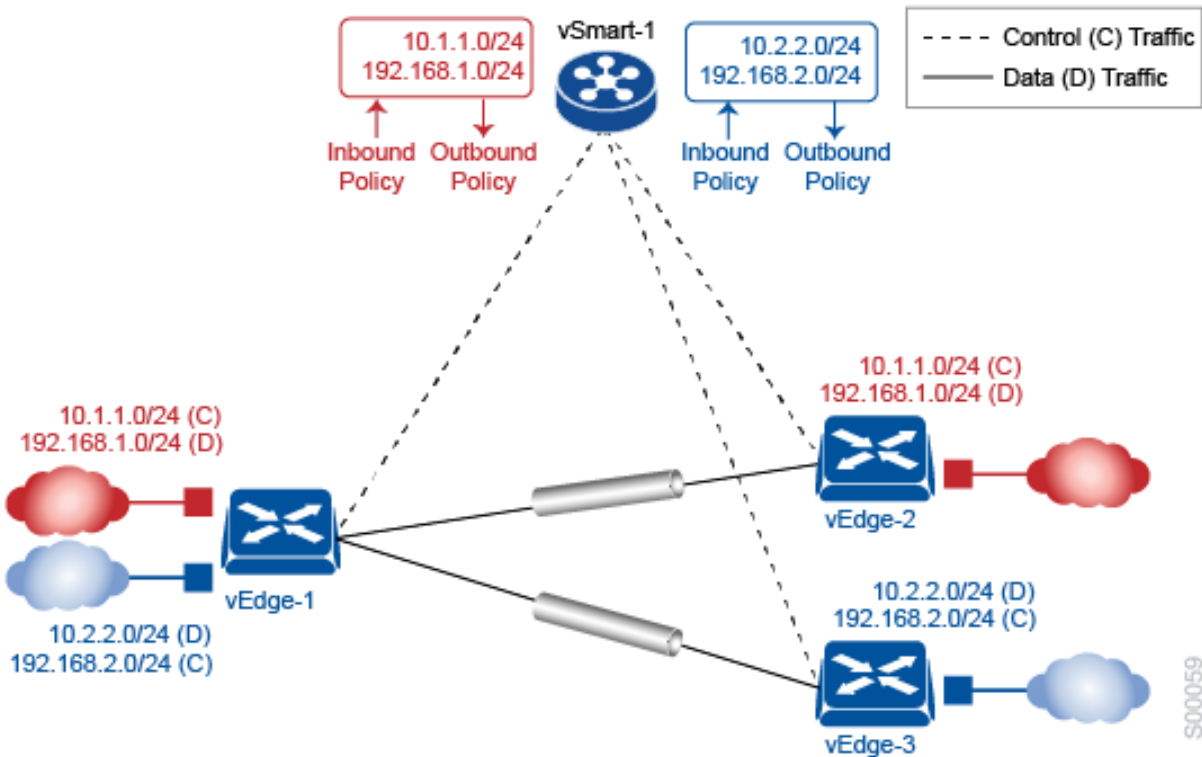 10.1.1.0/24
192.168.1.0/24
Inbound Policy
Outbound Policy
vSmart-1
10.2.2.0/24
192.168.2.0/24
Inbound Policy
Outbound Policy
Control (C) Traffic
Data (D) Traffic
10.1.1.0/24 (C)
192.168.1.0/24 (D)
vEdge-1
10.2.2.0/24 (D)
192.168.2.0/24 (C)
10.1.1.0/24 (C)
192.168.1.0/24 (D)
vEdge-2
10.2.2.0/24 (D)
192.168.2.0/24 (C)
vEdge-3
S000059